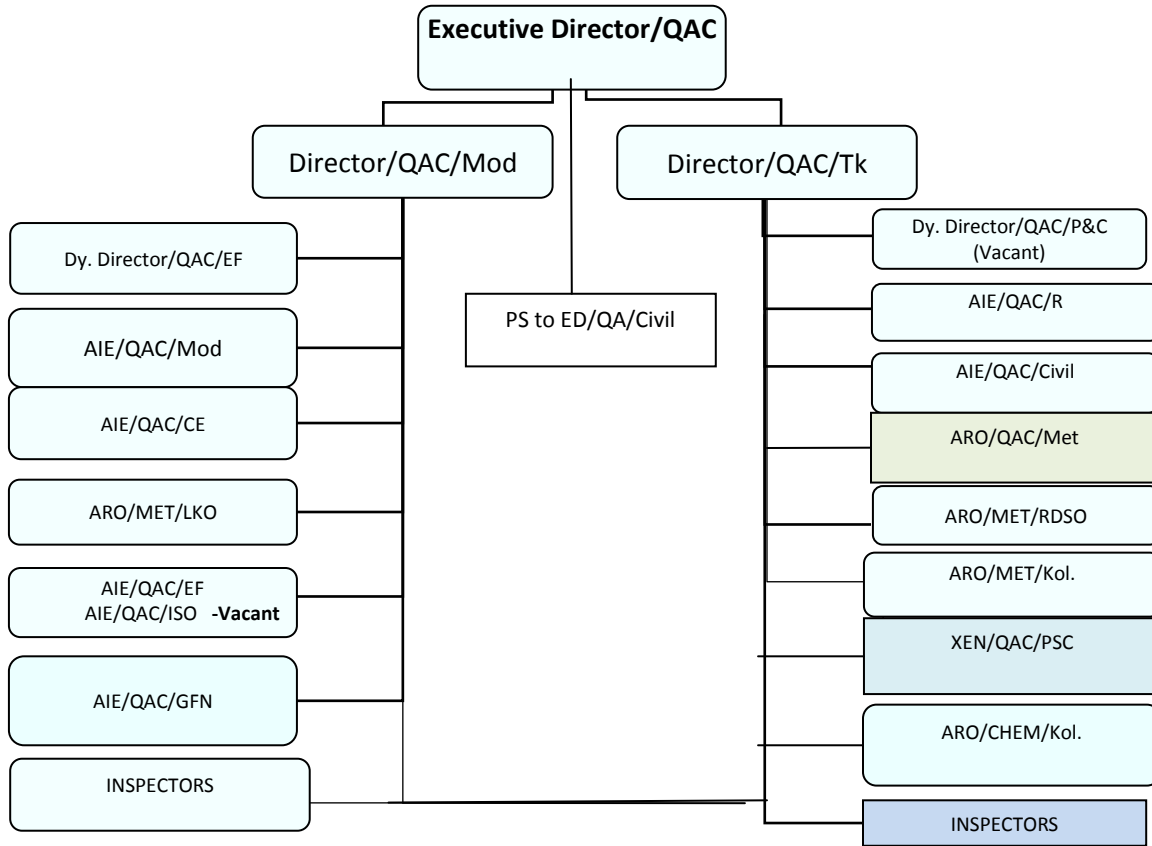 Executive Director/QAC
Director/QAC/Mod
Director/QAC/Tk
Dy. Director/QAC/EF
AIE/QAC/Mod
AIE/QAC/CE
ARO/MET/LKO
AIE/QAC/EF
AIE/QAC/ISO -Vacant
AIE/QAC/GFN
INSPECTORS
PS to ED/QA/Civil
Dy. Director/QAC/P&C
(Vacant)
AIE/QAC/R
AIE/QAC/Civil
ARO/QAC/Met
ARO/MET/RDSO
ARO/MET/Kol.
XEN/QAC/PSC
ARO/CHEM/Kol.
INSPECTORS